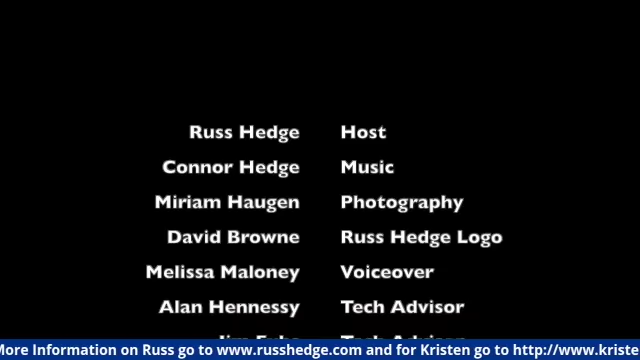 Russ Hedge Host
Connor Hedge Music
Miriam Haugen Photography
David Browne Russ Hedge Logo
Melissa Maloney Voiceover
Alan Hennessy Tech Advisor
More Information on Russ go to www.russhedge.com and for Kristen go to http://www.krist